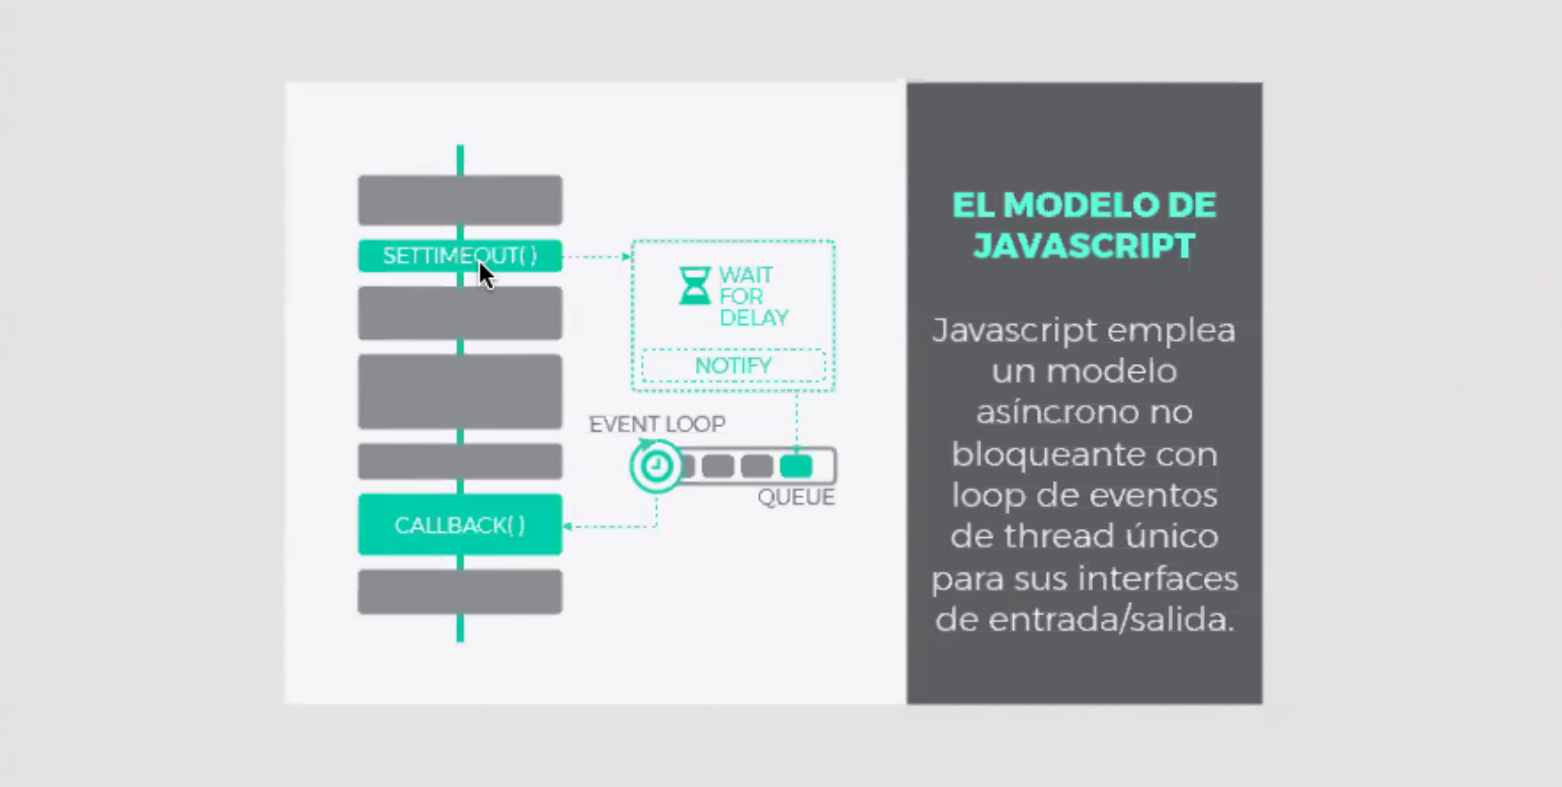 SETTIMEOUT( )
WAIT
FOR
DELAY
NOTIFY
EVENT LOOP
QUEUE
CALLBACK( )
EL MODELO DE
JAVASCRIPT
Javascript emplea
un modelo
asíncrono no
bloqueante con
loop de eventos
de thread único
para sus interfaces
de entrada/salida.